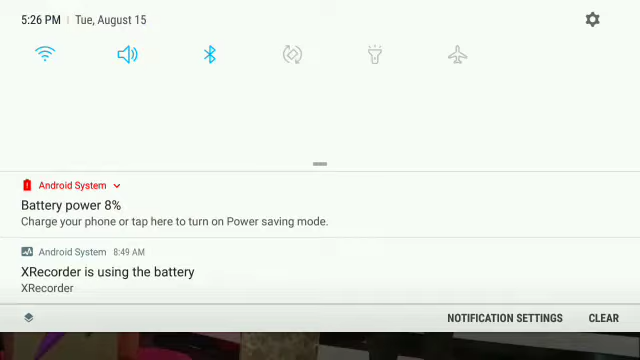 5:26 PM | Tue, August 15
Android System
Battery power 8%
Charge your phone or tap here to turn on Power saving mode.
Android System 8:49 AM
XRecorder is using the battery
XRecorder
NOTIFICATION SETTINGS CLEAR